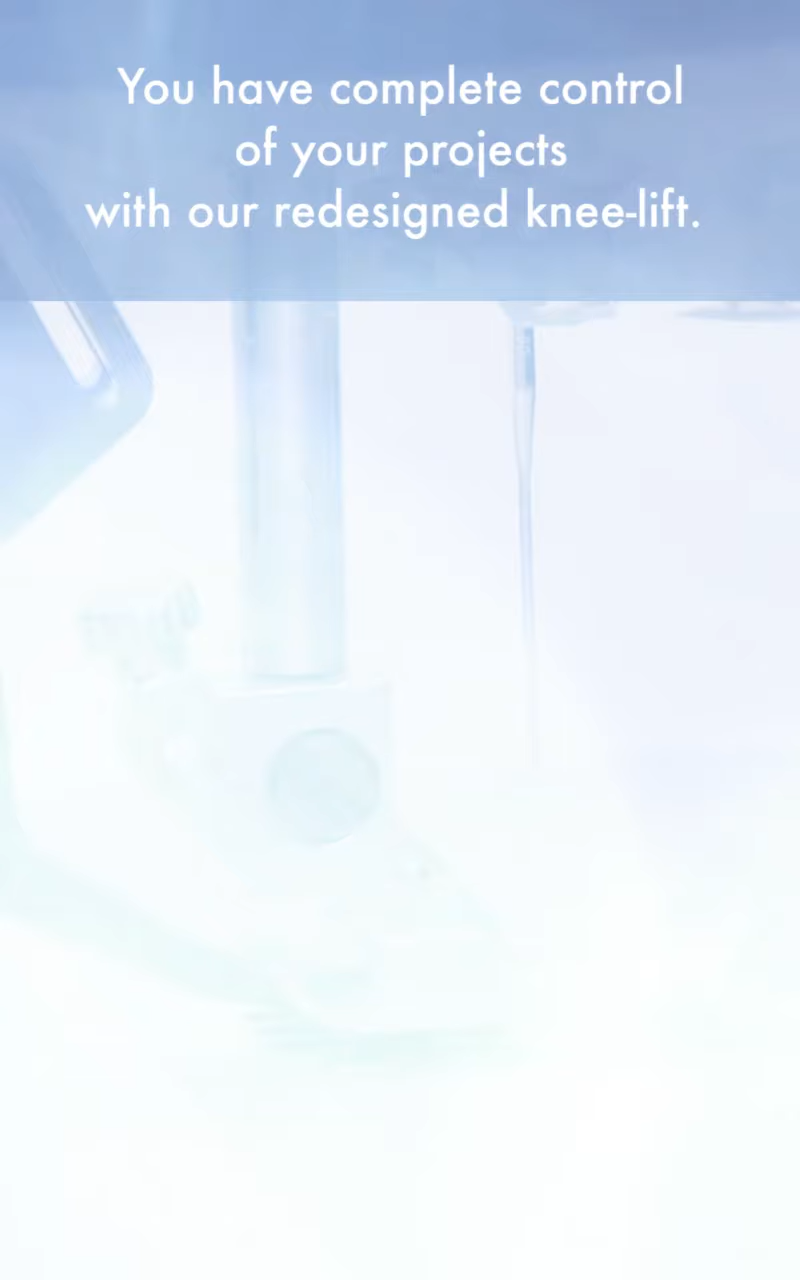 You have complete control
of your projects
with our redesigned knee-lift.